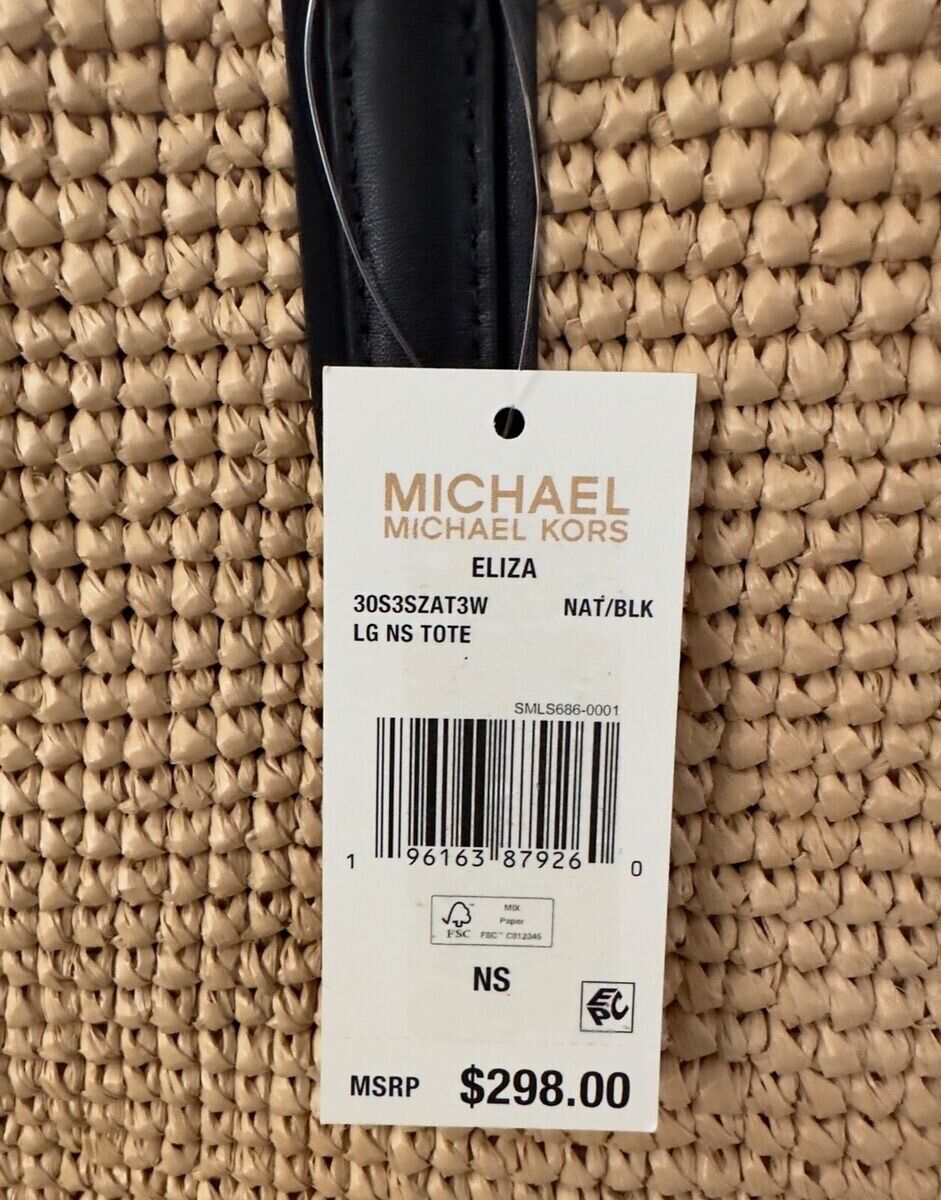 MICHAEL
MICHAEL KORS
ELIZA
30S3SZAT3W NAT/BLK
LG NS TOTE
SMLS686-0001
1 96163 87926 0
MIX
Paper
FSC FSC™ C012345
NS
EPC
MSRP $298.00